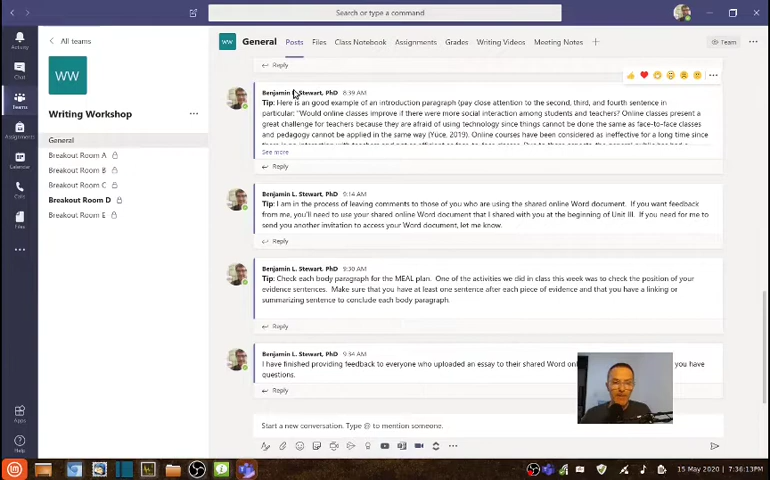 Search or type a command
Activity
Chat
Teams
Assignments
Calendar
Calls
Files
Apps
Help
All teams
WW
Writing Workshop
General
Breakout Room A
Breakout Room B
Breakout Room C
Breakout Room D
Breakout Room E
WW General Posts Files Class Notebook Assignments Grades Writing Videos Meeting Notes
Team
Reply
Benjamin L. Stewart, PhD 8:39 AM
Tip: Here is an good example of an introduction paragraph (pay close attention to the second, third, and fourth sentence in
particular: "Would online classes improve if there were more social interaction among students and teachers? Online classes present a
great challenge for teachers because they are afraid of using technology since things cannot be done the same as face-to-face classes
and pedagogy cannot be applied in the same way (Yuce, 2019). Online courses have been considered as ineffective for a long time since
See more
Reply
Benjamin L. Stewart, PhD 9:14 AM
Tip: I am in the process of leaving comments to those of you who are using the shared online Word document. If you want feedback
from me, you'll need to use your shared online Word document that I shared with you at the beginning of Unit III. If you need for me to
send you another invitation to access your Word document, let me know.
Reply
Benjamin L. Stewart, PhD 9:30 AM
Tip: Check each body paragraph for the MEAL plan. One of the activities we did in class this week was to check the position of your
evidence sentences. Make sure that you have at least one sentence after each piece of evidence and that you have a linking or
summarizing sentence to conclude each body paragraph.
Reply
Benjamin L. Stewart, PhD 9:34 AM
I have finished providing feedback to everyone who uploaded an essay to their shared Word you have
questions.
Reply
Start a new conversation. Type @ to mention someone.
15 May 2020 | 7:36:13PM